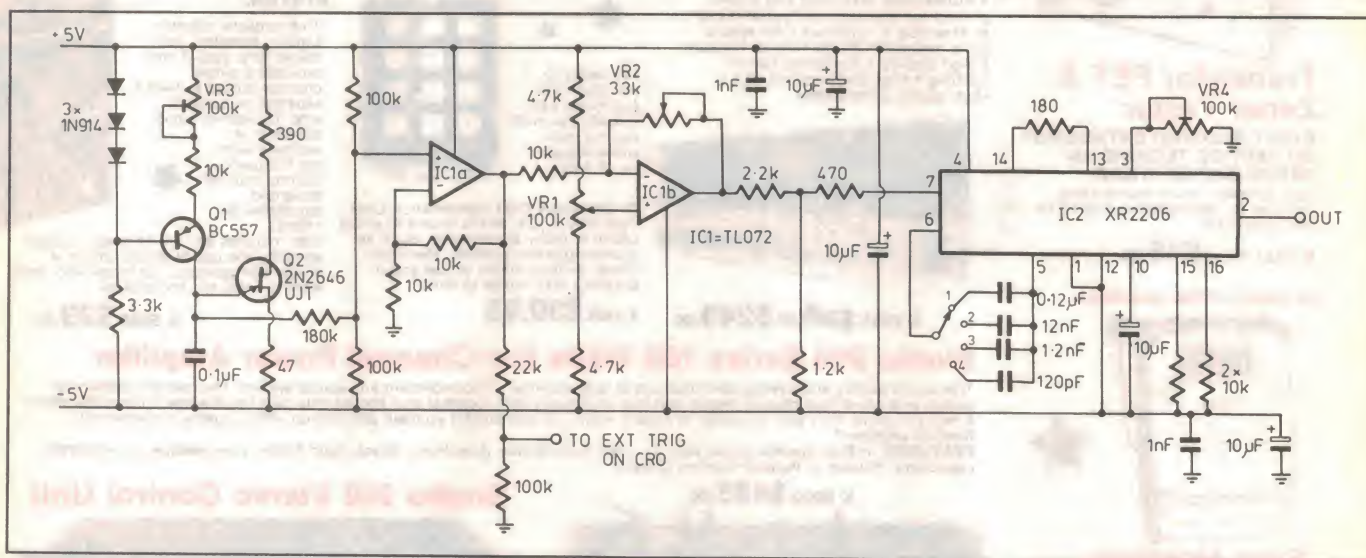 +5V
3×
1N914
VR3
100k
10k
Q1
BC557
3.3k
0.1µF
390
Q2
2N2646
UJT
47
180k
100k
100k
+
-
IC1a
10k
10k
22k
TO EXT TRIG
ON CRO
100k
10k
4.7k
VR1
100k
4.7k
VR2
33k
-
+
IC1b
IC1=TL072
2.2k
470
1.2k
1nF
10µF
+
10µF
+
180
VR4
100k
4
14
13
3
7
6
IC2 XR2206
2
OUT
5
1
12
10
15
16
1
2
3
4
0.12µF
12nF
1.2nF
120pF
10µF
+
2×
10k
1nF
10µF
+
-5V